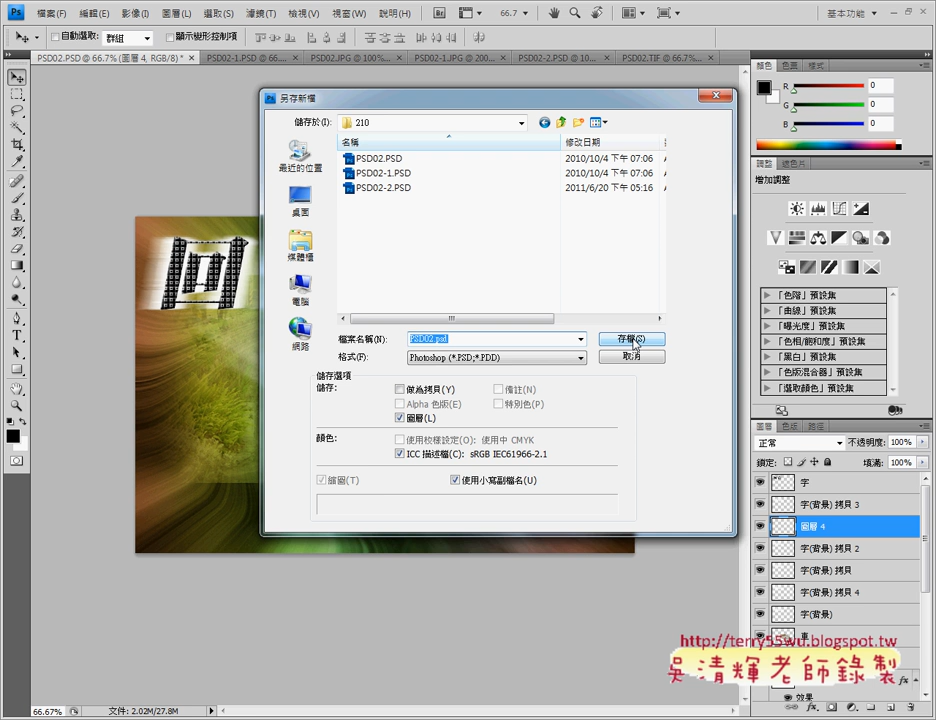 Ps 檔案(F) 編輯(E) 影像(I) 圖層(L) 選取(S) 濾鏡(T) 檢視(V) 視窗(W) 說明(H) Br 66.7 基本功能
自動選取: 群組 顯示變形控制項
PSD02.PSD @ 66.7% (圖層 4, RGB/8) * PSD02-1.PSD @ 66.... PSD02.JPG @ 100%... PSD02-1.JPG @ 200... PSD02-2.PSD @ 10... PSD02.TIF @ 66.7%...
另存新檔
儲存於(I): 210
名稱 修改日期
PSD02.PSD 2010/10/4 下午 07:06
PSD02-1.PSD 2010/10/4 下午 07:06
PSD02-2.PSD 2011/6/20 下午 05:16
最近的位置
桌面
媒體櫃
電腦
網路
檔案名稱(N): PSD02.psd 存檔(S)
格式(F): Photoshop (*.PSD;*.PDD) 取消
儲存選項
儲存: 做為拷貝(Y) 備註(N)
Alpha 色版(E) 特別色(P)
圖層(L)
顏色: 使用校樣設定(O): 使用中 CMYK
ICC 描述檔(C): sRGB IEC61966-2.1
縮圖(T) 使用小寫副檔名(U)
回
顏色 色票 樣式
R 0
G 0
B 0
調整 遮色片
增加調整
「色階」預設集
「曲線」預設集
「曝光度」預設集
「色相/飽和度」預設集
「黑白」預設集
「色版混合器」預設集
「選取顏色」預設集
圖層 色版 路徑
正常 不透明度: 100%
鎖定: 填滿: 100%
字
字(背景) 拷貝 3
圖層 4
字(背景) 拷貝 2
字(背景) 拷貝
字(背景) 拷貝 4
字(背景)
車
效果
http://terry55wu.blogspot.tw
吳清輝老師錄製
66.67% 文件: 2.02M/27.8M